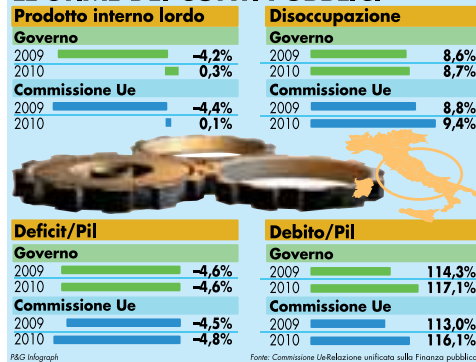 Prodotto interno lordo
Governo
2009 –4,2%
2010 0,3%
Commissione Ue
2009 –4,4%
2010 0,1%
Disoccupazione
Governo
2009 8,6%
2010 8,7%
Commissione Ue
2009 8,8%
2010 9,4%
Deficit/Pil
Governo
2009 –4,6%
2010 –4,6%
Commissione Ue
2009 –4,5%
2010 –4,8%
Debito/Pil
Governo
2009 114,3%
2010 117,1%
Commissione Ue
2009 113,0%
2010 116,1%
P&G Infograph
Fonte: Commissione Ue-Relazione unificata sulla Finanza pubblica